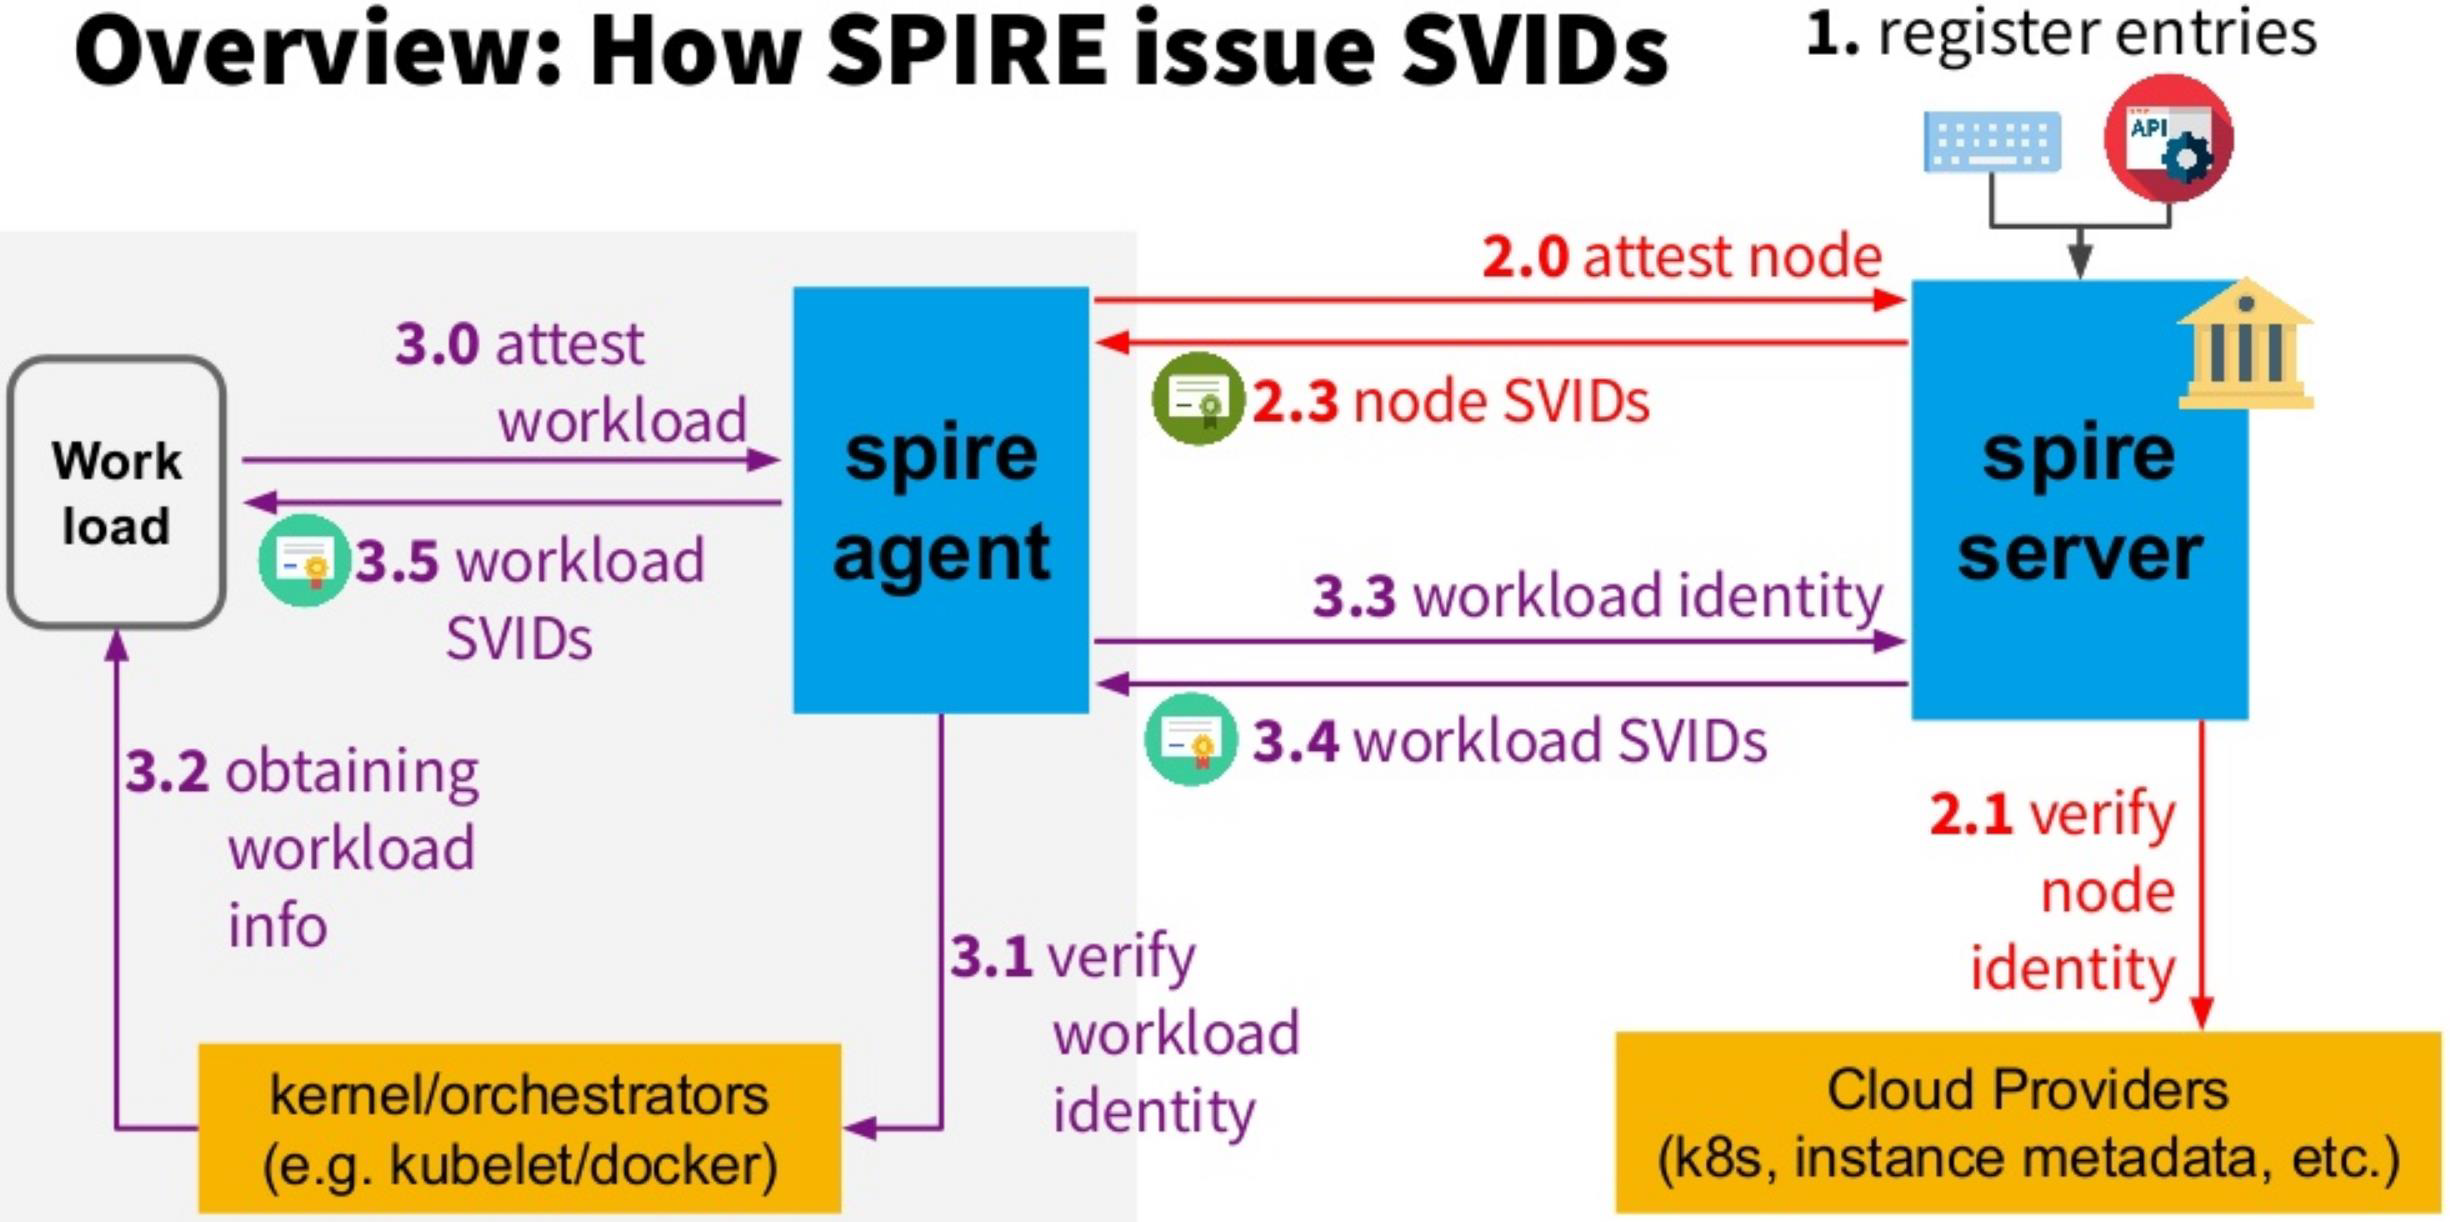 Overview: How SPIRE issue SVIDs
1. register entries
API
2.0 attest node
2.3 node SVIDs
3.0 attest
workload
Work
load
spire
agent
spire
server
3.5 workload
SVIDs
3.3 workload identity
3.4 workload SVIDs
3.2 obtaining
workload
info
2.1 verify
node
identity
3.1 verify
workload
identity
kernel/orchestrators
(e.g. kubelet/docker)
Cloud Providers
(k8s, instance metadata, etc.)